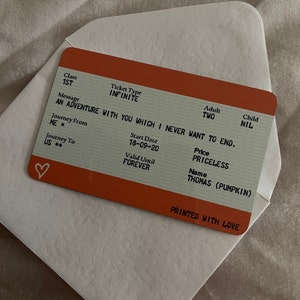 Class Ticket Type Adult Child
1ST INFINITE TWO NIL
Message
AN ADVENTURE WITH YOU WHICH I NEVER WANT TO END.
Journey From Start Date Price
ME * 18-09-20 PRICELESS
Journey To Valid Until Name
US ** FOREVER THOMAS (PUMPKIN)
PRINTED WITH LOVE